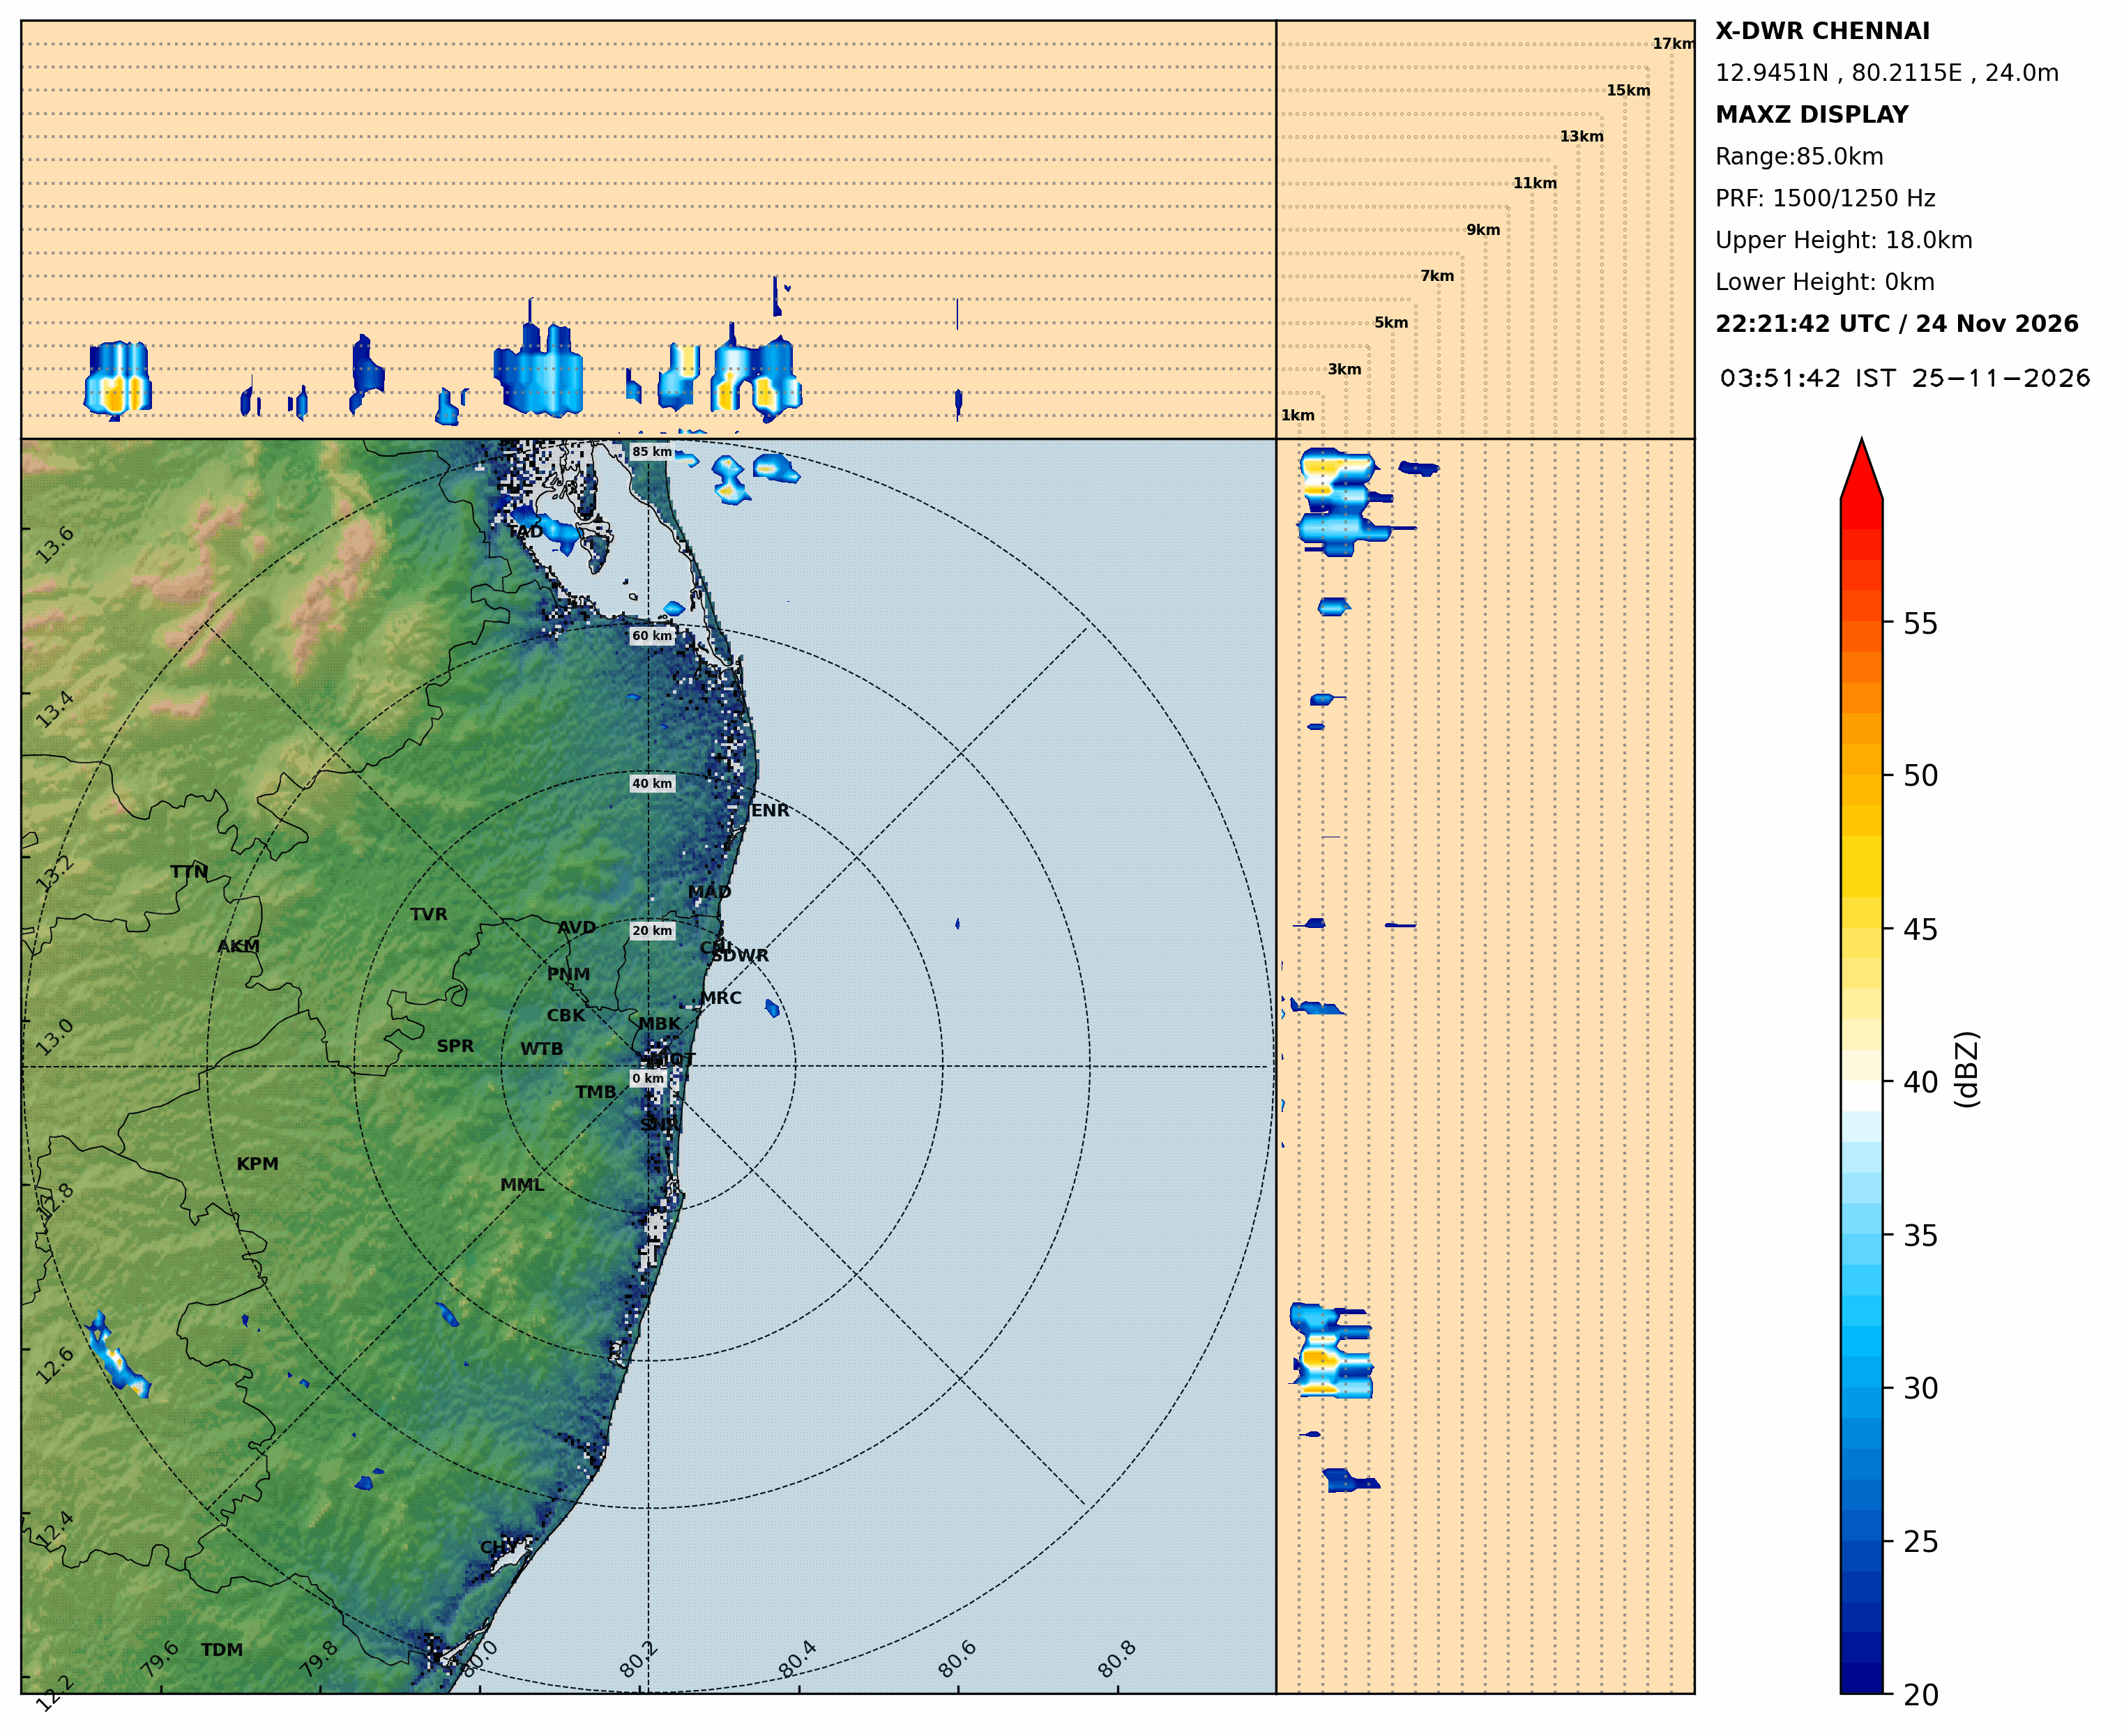 X-DWR CHENNAI
12.9451N , 80.2115E , 24.0m
MAXZ DISPLAY
Range:85.0km
PRF: 1500/1250 Hz
Upper Height: 18.0km
Lower Height: 0km
22:21:42 UTC / 24 Nov 2026
03:51:42 IST 25-11-2026
17km
15km
13km
11km
9km
7km
5km
3km
1km
85 km
TAD
13.6
60 km
13.4
40 km
ENR
13.2
TTN
MAD
TVR
AVD
20 km
AKM
SDWR
PNM
MRC
CBK
MBK
13.0
SPR
WTB
0 km
TMB
SNR
KPM
MML
12.8
12.6
12.4
CHY
TDM
12.2
79.6
79.8
80.0
80.2
80.4
80.6
80.8
55
50
45
40
35
30
25
20
(dBZ)